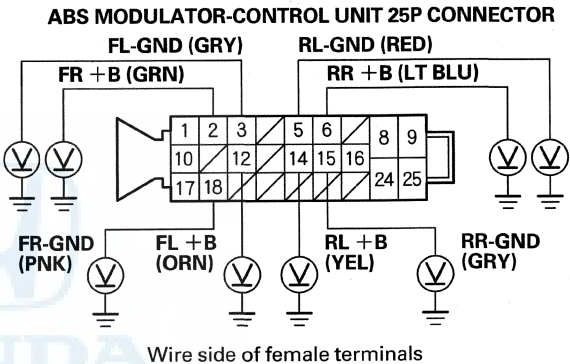 ABS MODULATOR-CONTROL UNIT 25P CONNECTOR
FL-GND (GRY) RL-GND (RED)
FR +B (GRN) RR +B (LT BLU)
1 2 3 5 6 8 9
10 12 14 15 16
17 18 24 25
V V V V
FR-GND (PNK)
FL +B (ORN)
RL +B (YEL)
RR-GND (GRY)
V V V V
Wire side of female terminals